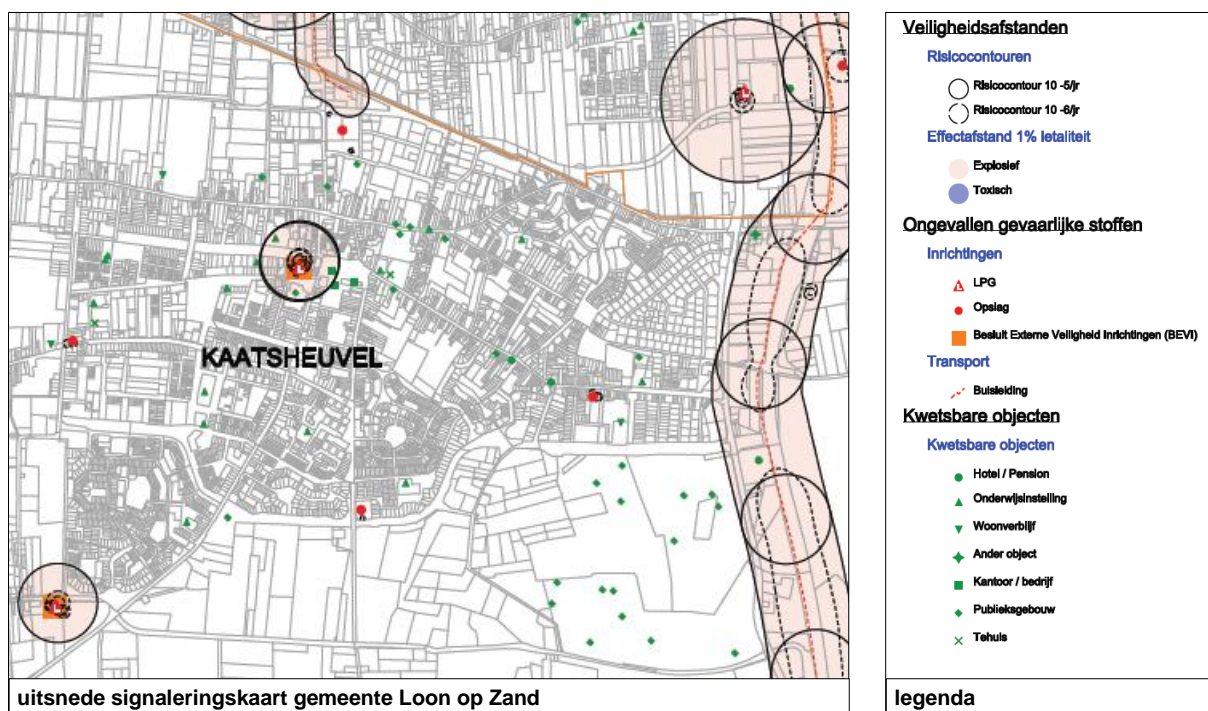 KAATSHEUVEL
uitsnede signaleringskaart gemeente Loon op Zand
Veiligheidsafstanden
Risicocontouren
Risicocontour 10 -5/jr
Risicocontour 10 -6/jr
Effectafstand 1% letaliteit
Explosief
Toxisch
Ongevallen gevaarlijke stoffen
Inrichtingen
LPG
Opslag
Besluit Externe Veiligheid Inrichtingen (BEVI)
Transport
Buisleiding
Kwetsbare objecten
Kwetsbare objecten
Hotel / Pension
Onderwijsinstelling
Woonverblijf
Ander object
Kantoor / bedrijf
Publieksgebouw
Tehuis
legenda